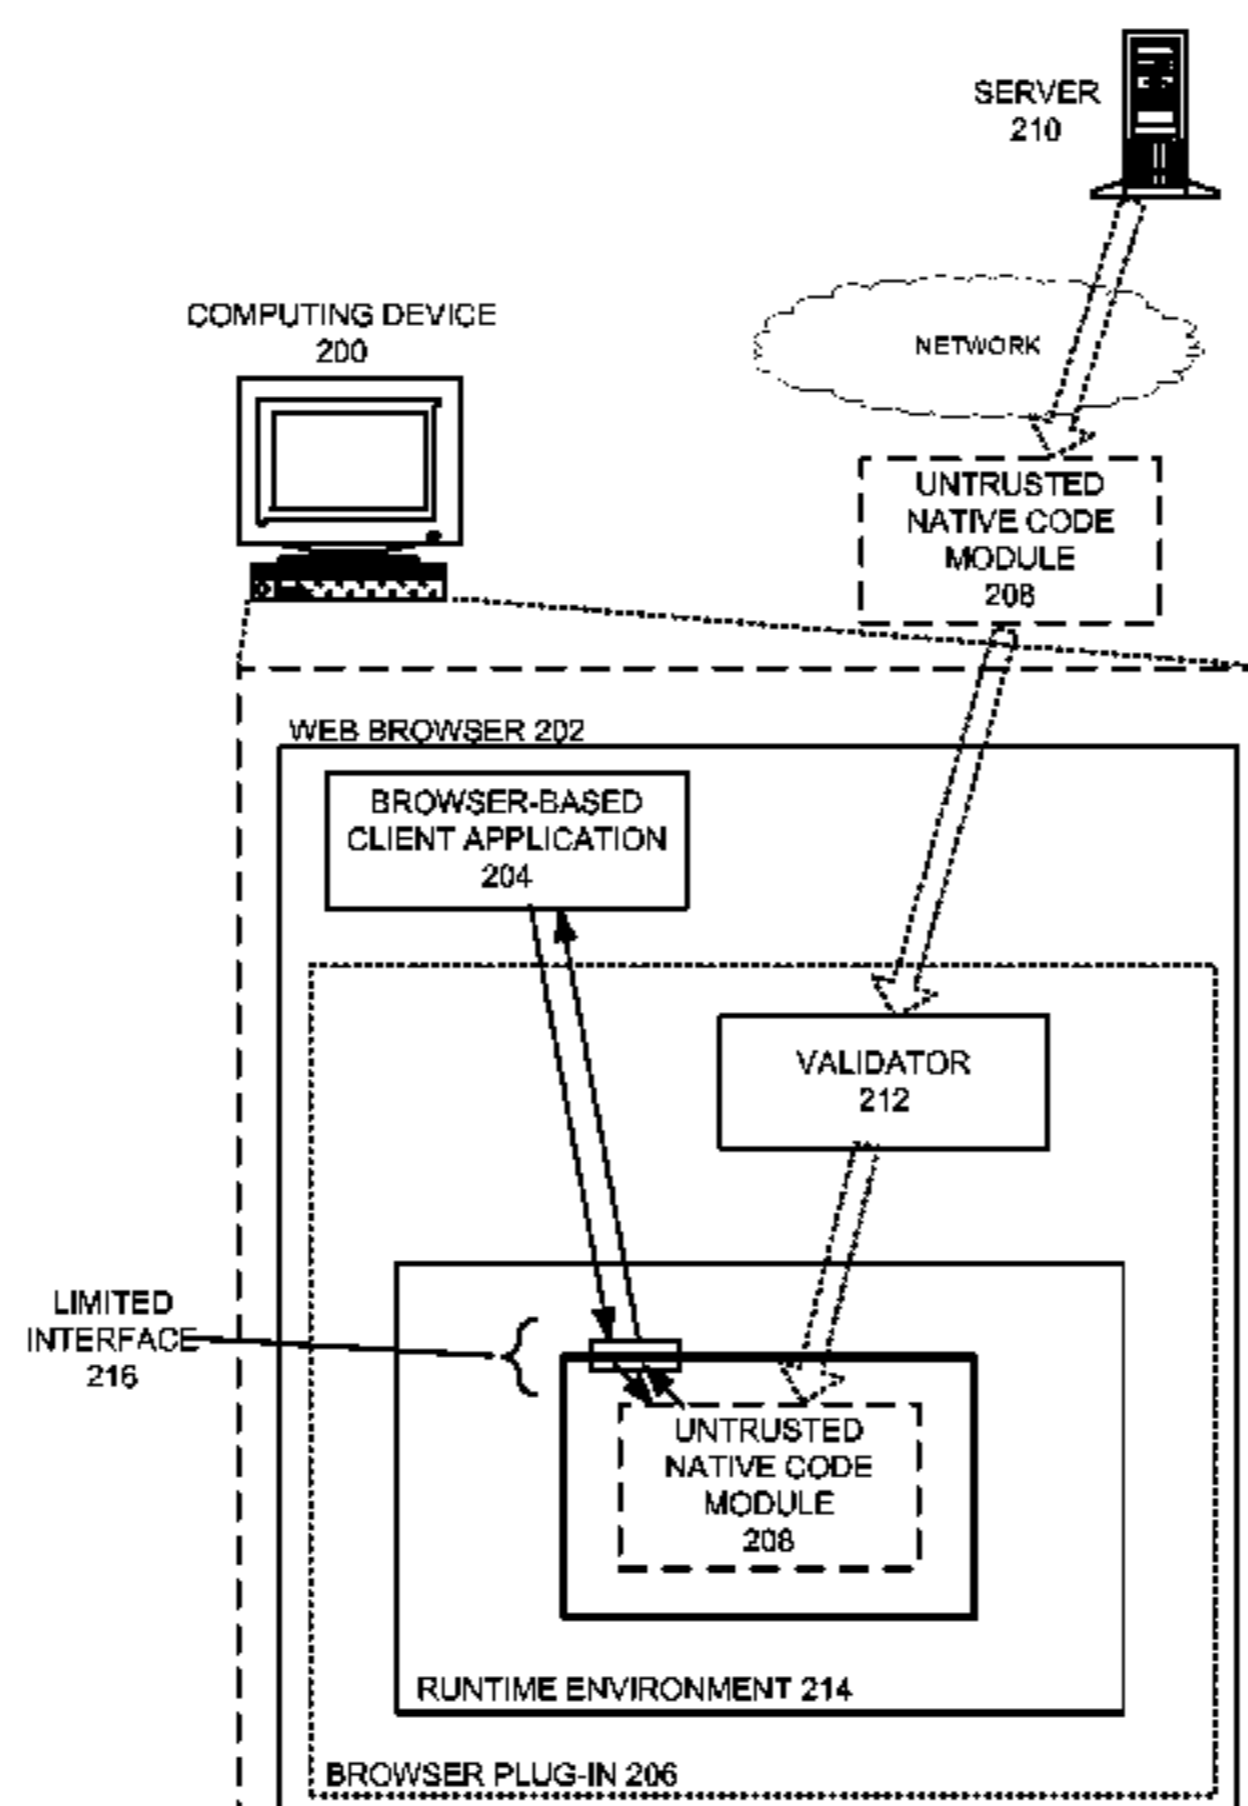 SERVER
210
COMPUTING DEVICE
200
NETWORK
UNTRUSTED
NATIVE CODE
MODULE
208
WEB BROWSER 202
BROWSER-BASED
CLIENT APPLICATION
204
VALIDATOR
212
LIMITED
INTERFACE
216
UNTRUSTED
NATIVE CODE
MODULE
208
RUNTIME ENVIRONMENT 214
BROWSER PLUG-IN 206